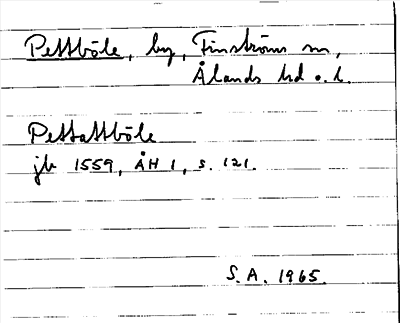 Pettböle, by, Finströms sn,
Ålands hd o. l.
Pettattböle
jb 1559, ÅH 1, s. 121.
S.A. 1965.